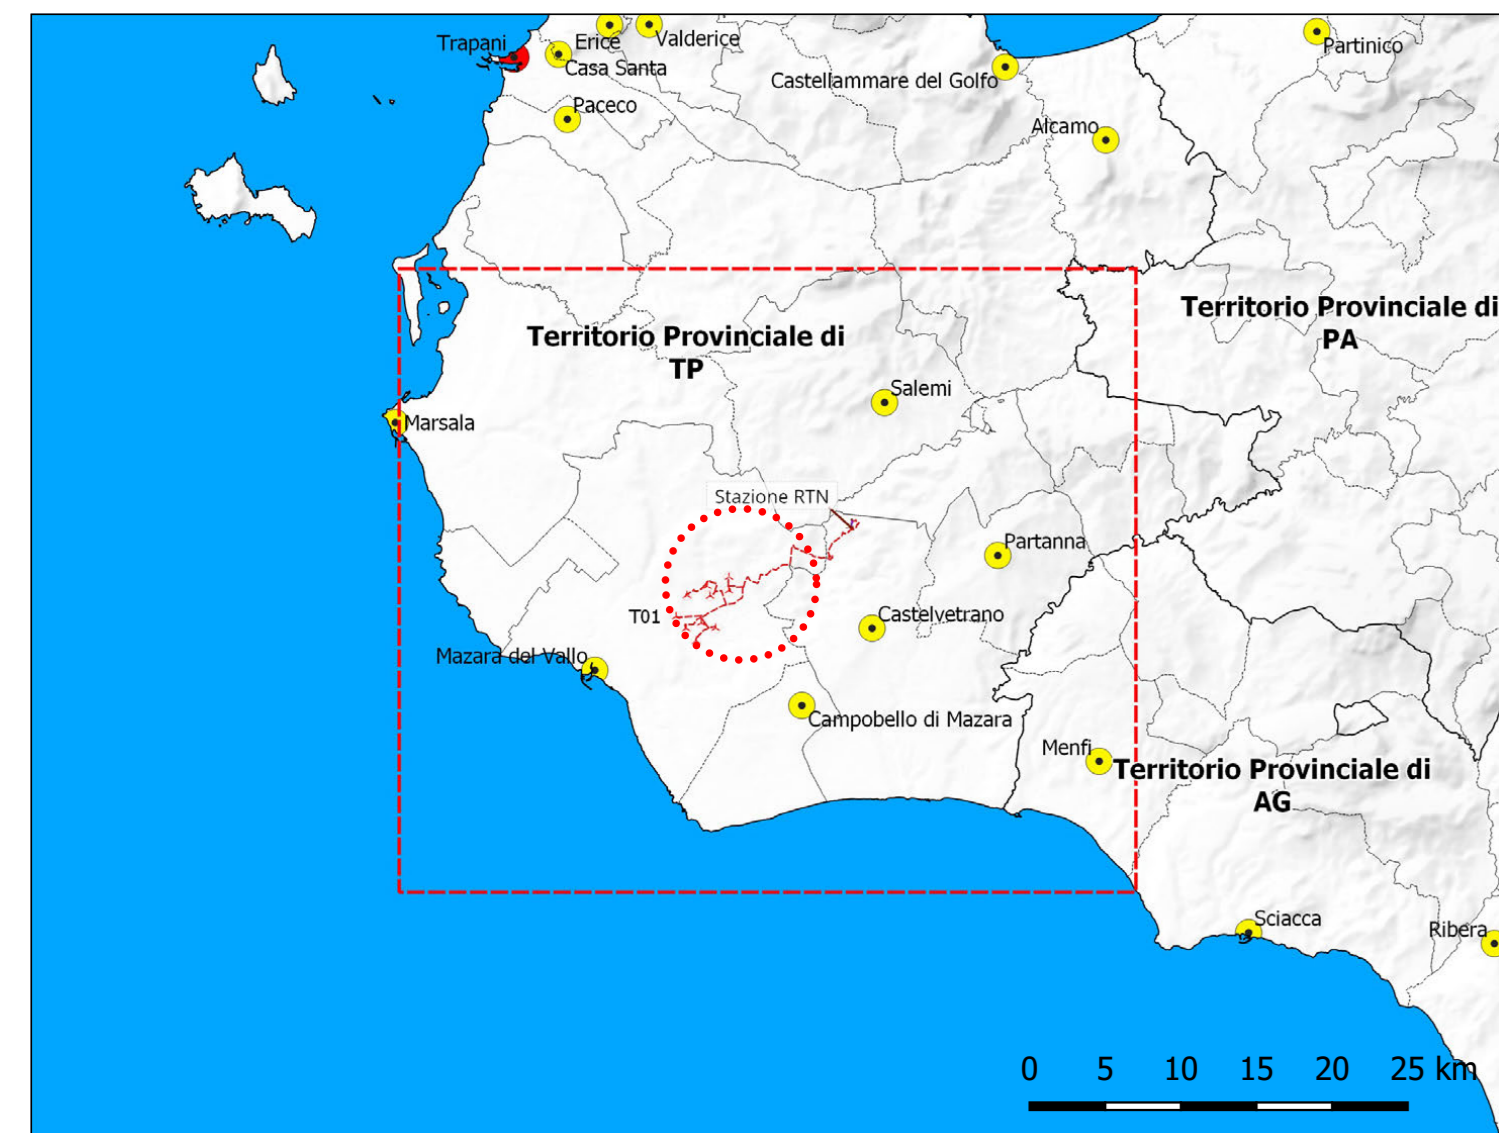 Trapani
Erice
Valderice
Casa Santa
Partinico
Castellammare del Golfo
Paceco
Alcamo
Territorio Provinciale di
PA
Territorio Provinciale di
TP
Salemi
Marsala
Stazione RTN
Partanna
T01
Castelvetrano
Mazara del Vallo
Campobello di Mazara
Menfi
Territorio Provinciale di
AG
Sciacca
Ribera
0 5 10 15 20 25 km